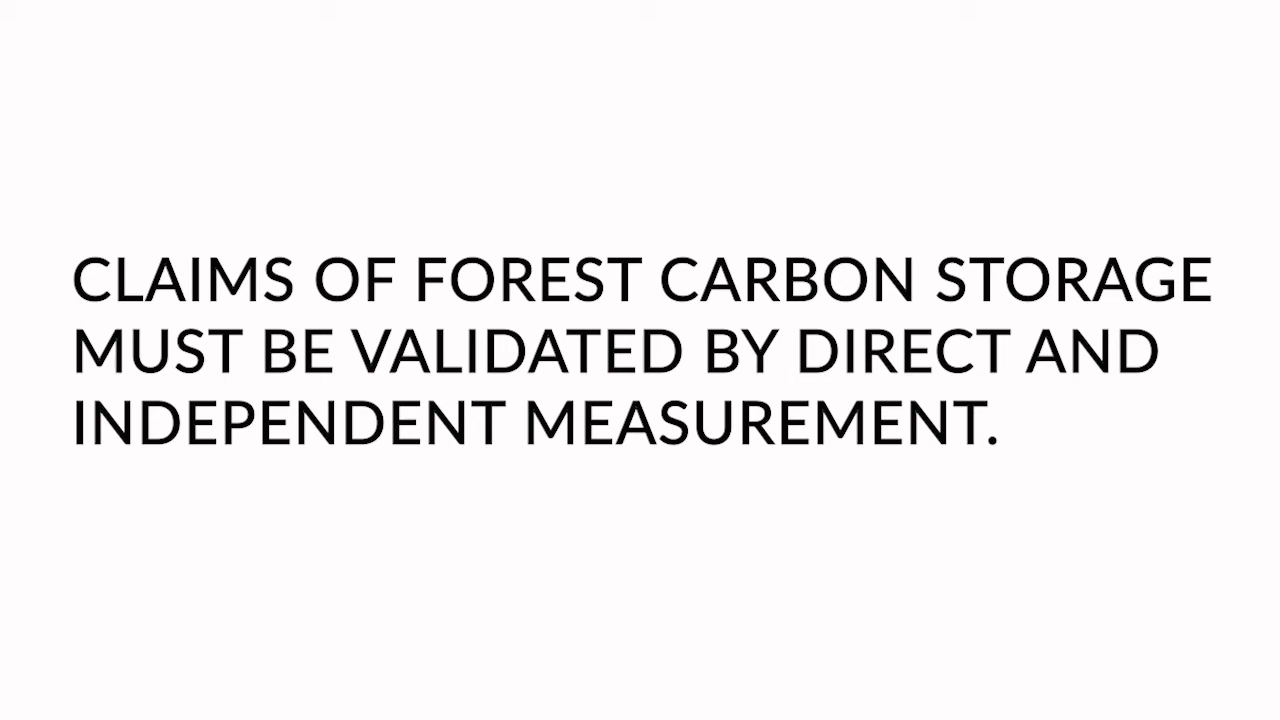 CLAIMS OF FOREST CARBON STORAGE
MUST BE VALIDATED BY DIRECT AND
INDEPENDENT MEASUREMENT.